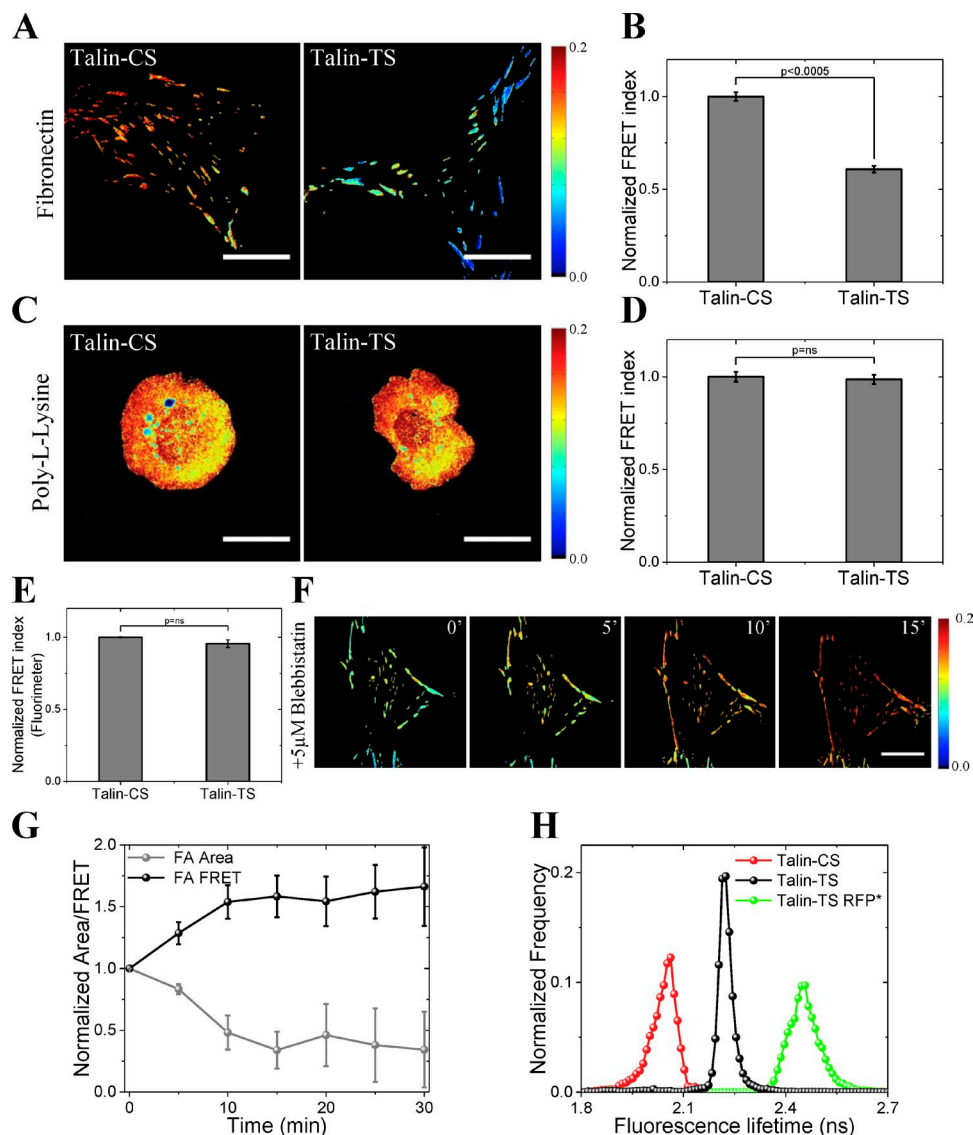 A
Talin-CS
Talin-TS
0.2
0.0
Fibronectin
B
Normalized FRET index
1.0
0.5
0.0
p<0.0005
Talin-CS
Talin-TS
C
Talin-CS
Talin-TS
0.2
0.0
Poly-L-Lysine
D
Normalized FRET index
1.0
0.5
0.0
p=ns
Talin-CS
Talin-TS
E
Normalized FRET index
(Fluorimeter)
1.0
0.5
0.0
p=ns
Talin-CS
Talin-TS
F
+5μM Blebbistatin
0’
5’
10’
15’
0.2
0.0
G
Normalized Area/FRET
2.0
1.5
1.0
0.5
0.0
FA Area
FA FRET
0
10
20
30
Time (min)
H
Normalized Frequency
0.2
0.1
0.0
Talin-CS
Talin-TS
Talin-TS RFP*
1.8
2.1
2.4
2.7
Fluorescence lifetime (ns)